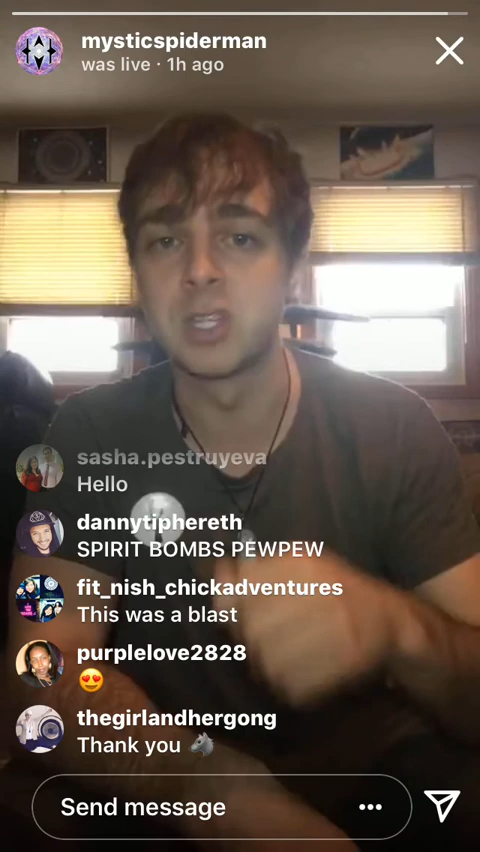 mysticspiderman
was live · 1h ago
sasha.pestruyeva
Hello
dannytiphereth
SPIRIT BOMBS PEWPEW
fit_nish_chickadventures
This was a blast
purplelove2828
😍
thegirlandhergong
Thank you 🐺
Send message